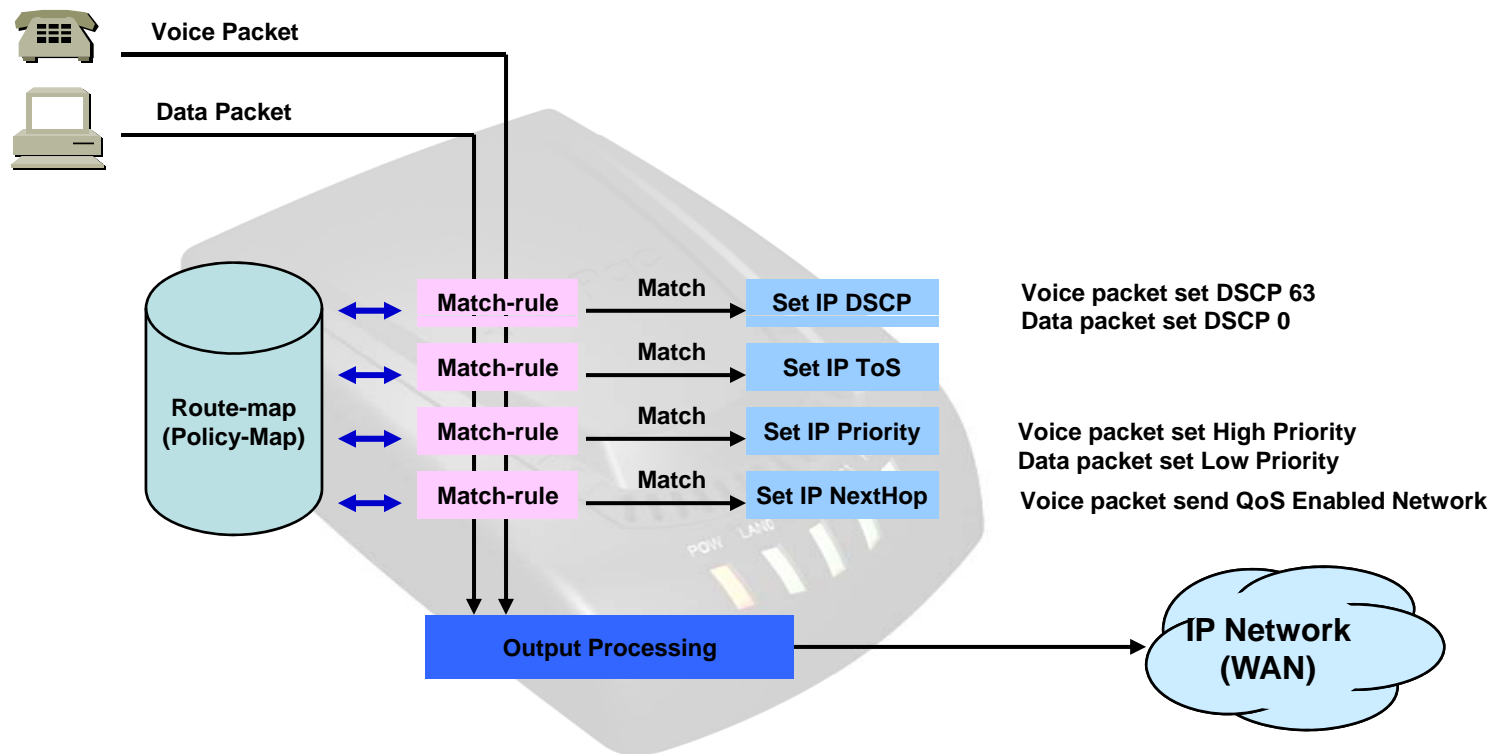 Voice Packet
Data Packet
Route-map
(Policy-Map)
Match-rule
Match
Set IP DSCP
Voice packet set DSCP 63
Data packet set DSCP 0
Match-rule
Match
Set IP ToS
Match-rule
Match
Set IP Priority
Voice packet set High Priority
Data packet set Low Priority
Match-rule
Match
Set IP NextHop
Voice packet send QoS Enabled Network
POW
LAN0
Output Processing
IP Network
(WAN)